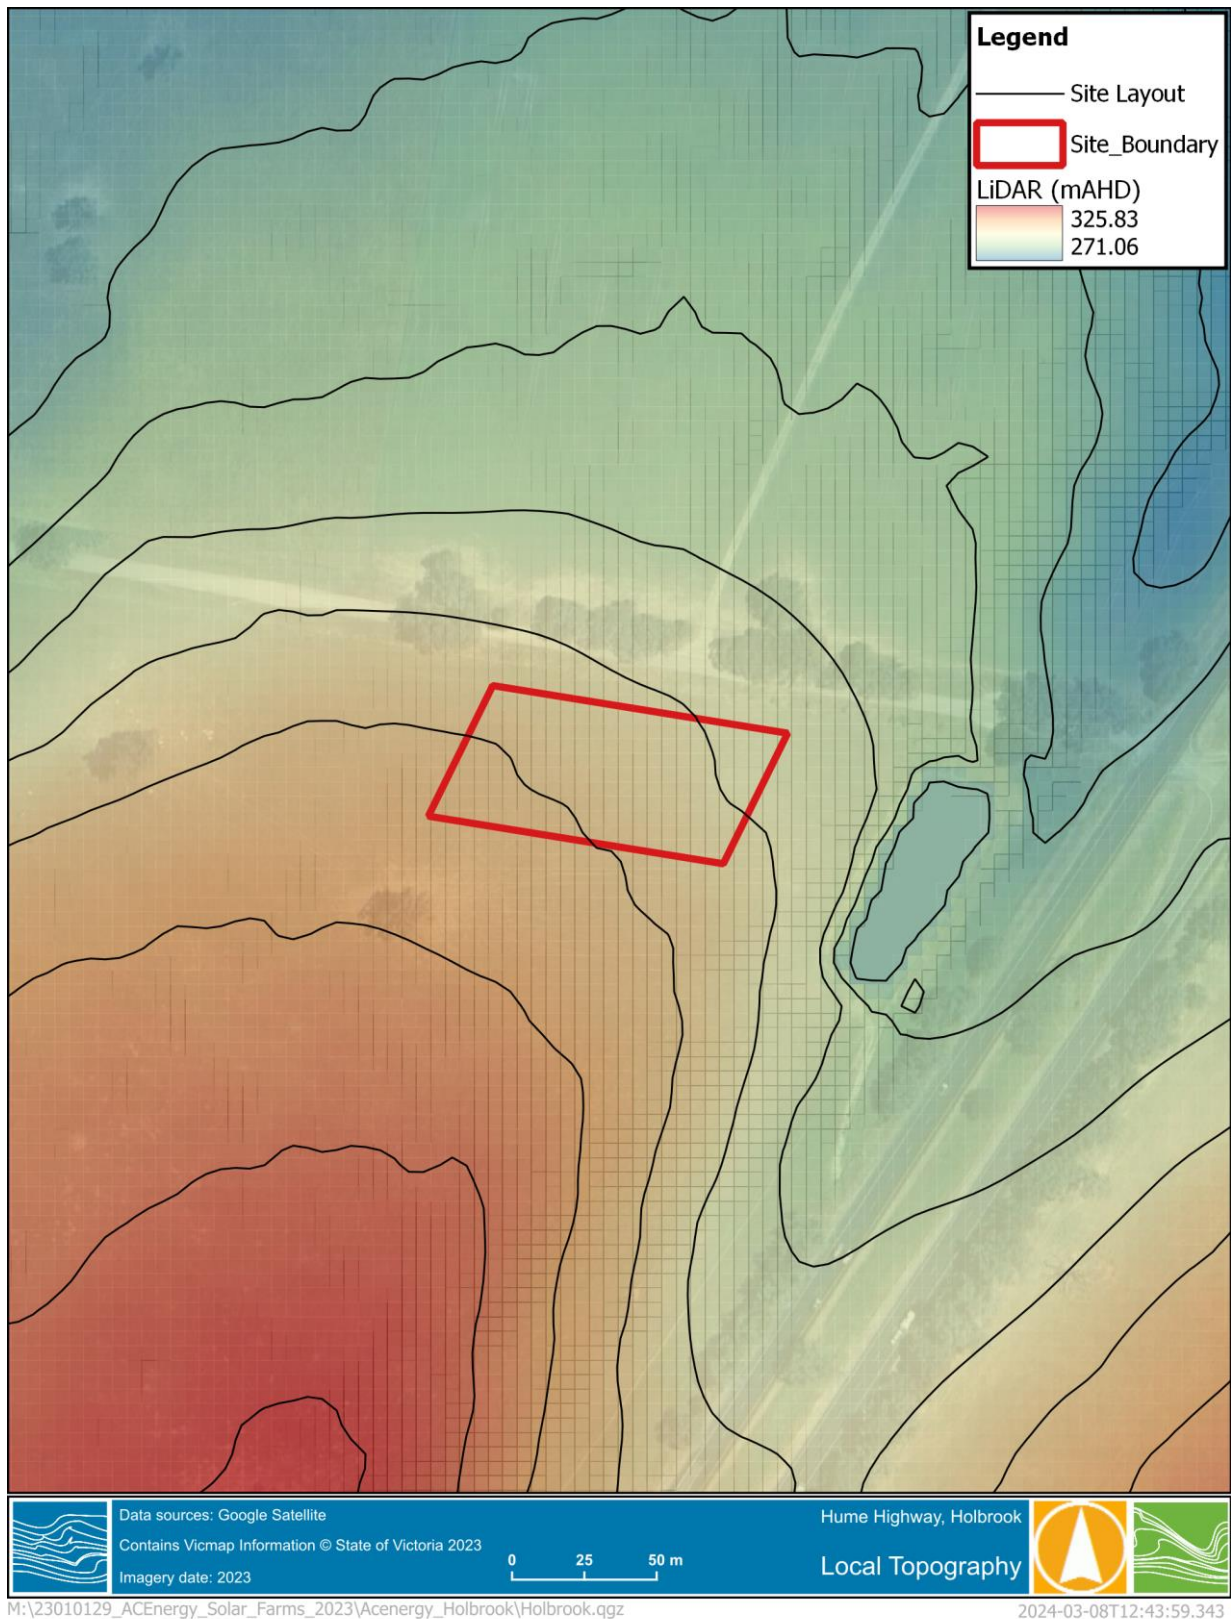 Legend
Site Layout
Site_Boundary
LiDAR (mAHD)
325.83
271.06
Data sources: Google Satellite
Contains Vicmap Information © State of Victoria 2023
Imagery date: 2023
0 25 50 m
Hume Highway, Holbrook
Local Topography
M:\23010129_ACEnergy_Solar_Farms_2023\Acenergy_Holbrook\Holbrook.qgz
2024-03-08T12:43:59.343